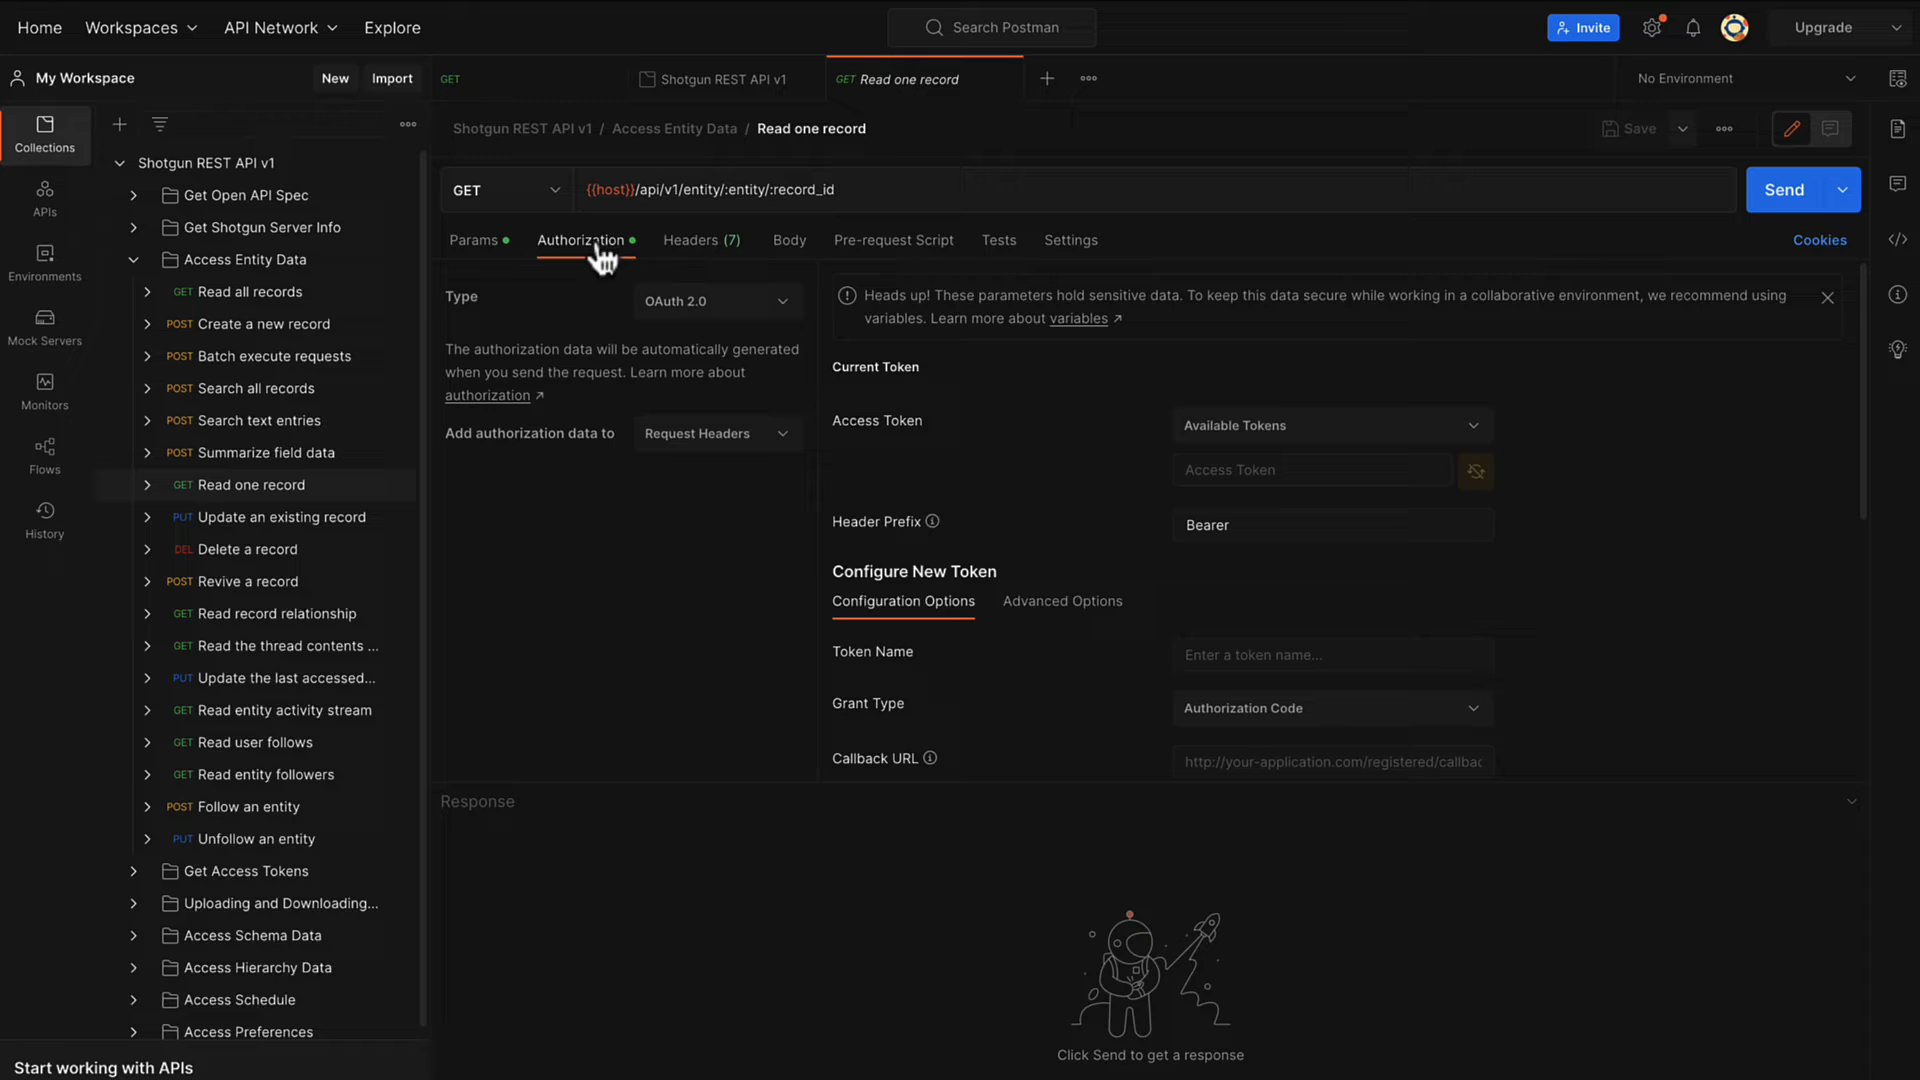 Home
Workspaces
API Network
Explore
Search Postman
Invite
Upgrade
My Workspace
New
Import
GET
Shotgun REST API v1
GET Read one record
No Environment
Collections
APIs
Environments
Mock Servers
Monitors
Flows
History
Shotgun REST API v1
Get Open API Spec
Get Shotgun Server Info
Access Entity Data
GET Read all records
POST Create a new record
POST Batch execute requests
POST Search all records
POST Search text entries
POST Summarize field data
GET Read one record
PUT Update an existing record
DEL Delete a record
POST Revive a record
GET Read record relationship
GET Read the thread contents ...
PUT Update the last accessed...
GET Read entity activity stream
GET Read user follows
GET Read entity followers
POST Follow an entity
PUT Unfollow an entity
Get Access Tokens
Uploading and Downloading...
Access Schema Data
Access Hierarchy Data
Access Schedule
Access Preferences
Start working with APIs
Shotgun REST API v1 / Access Entity Data / Read one record
Save
GET
{{host}}/api/v1/entity/:entity/:record_id
Send
Params
Authorization
Headers (7)
Body
Pre-request Script
Tests
Settings
Cookies
Type
OAuth 2.0
The authorization data will be automatically generated
when you send the request. Learn more about
authorization ↗
Add authorization data to
Request Headers
Heads up! These parameters hold sensitive data. To keep this data secure while working in a collaborative environment, we recommend using
variables. Learn more about variables ↗
Current Token
Access Token
Available Tokens
Access Token
Header Prefix
Bearer
Configure New Token
Configuration Options
Advanced Options
Token Name
Enter a token name...
Grant Type
Authorization Code
Callback URL
http://your-application.com/registered/callbac
Response
Click Send to get a response